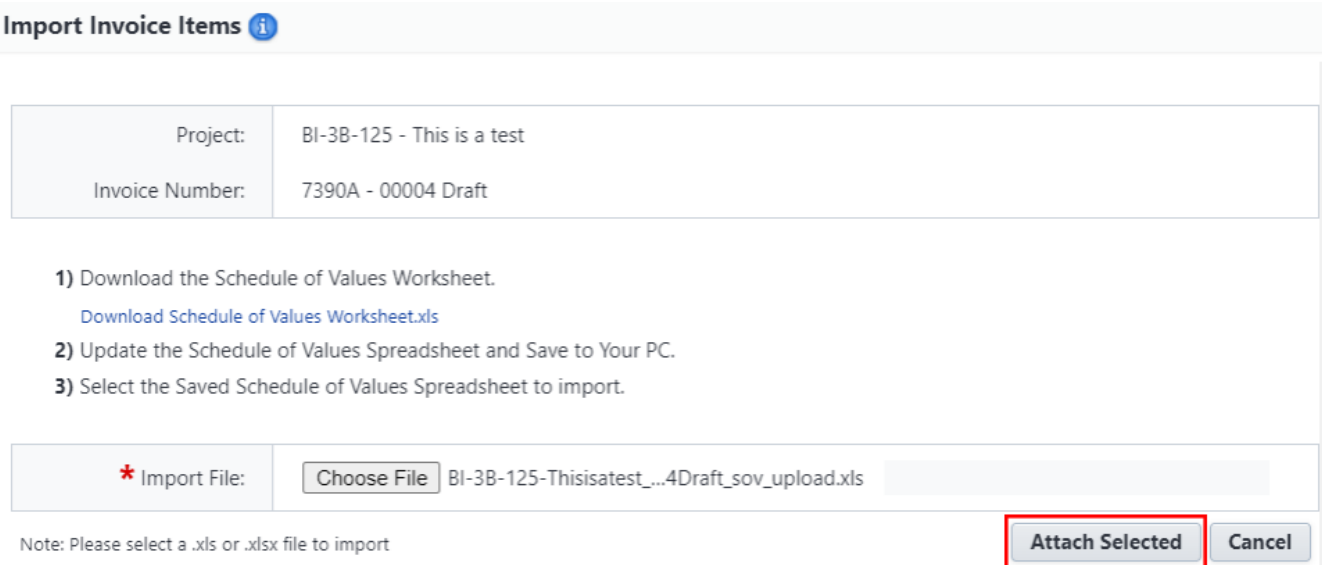 Import Invoice Items
Project: BI-3B-125 - This is a test
Invoice Number: 7390A - 00004 Draft
1) Download the Schedule of Values Worksheet.
Download Schedule of Values Worksheet.xls
2) Update the Schedule of Values Spreadsheet and Save to Your PC.
3) Select the Saved Schedule of Values Spreadsheet to import.
* Import File: Choose File BI-3B-125-Thisisatest_...4Draft_sov_upload.xls
Note: Please select a .xls or .xlsx file to import Attach Selected Cancel